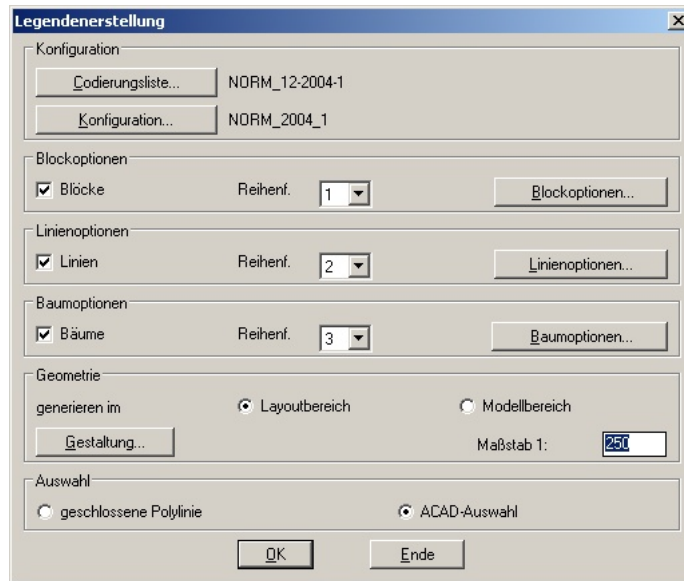 Legendenerstellung
Konfiguration
Codierungsliste... NORM_12-2004-1
Konfiguration... NORM_2004_1
Blockoptionen
Blöcke Reihenf. 1 Blockoptionen...
Linienoptionen
Linien Reihenf. 2 Linienoptionen...
Baumoptionen
Bäume Reihenf. 3 Baumoptionen...
Geometrie
generieren im Layoutbereich Modellbereich
Gestaltung... Maßstab 1: 250
Auswahl
geschlossene Polylinie ACAD-Auswahl
OK Ende